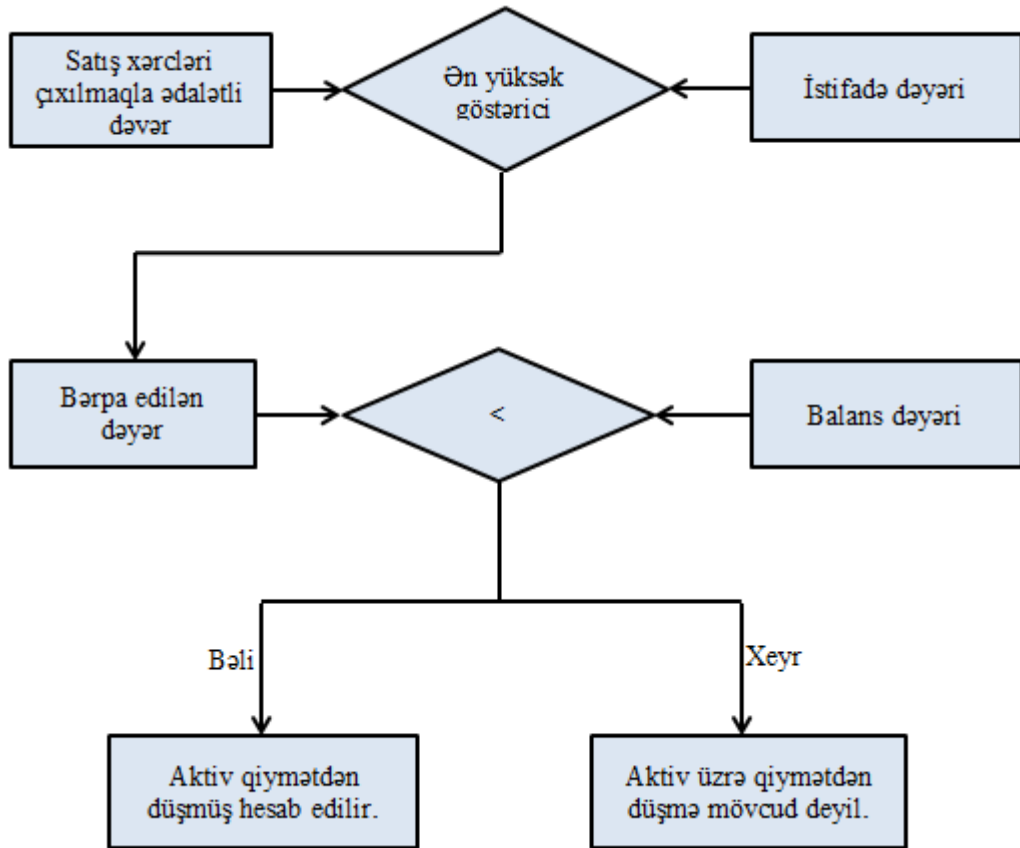 Satış xərcləri
çıxılmaqla ədalətli
dəvər
Ən yüksək
göstərici
İstifadə dəyəri
Bərpa edilən
dəyər
<
Balans dəyəri
Bəli
Xeyr
Aktiv qiymətdən
düşmüş hesab edilir.
Aktiv üzrə qiymətdən
düşmə mövcud deyil.